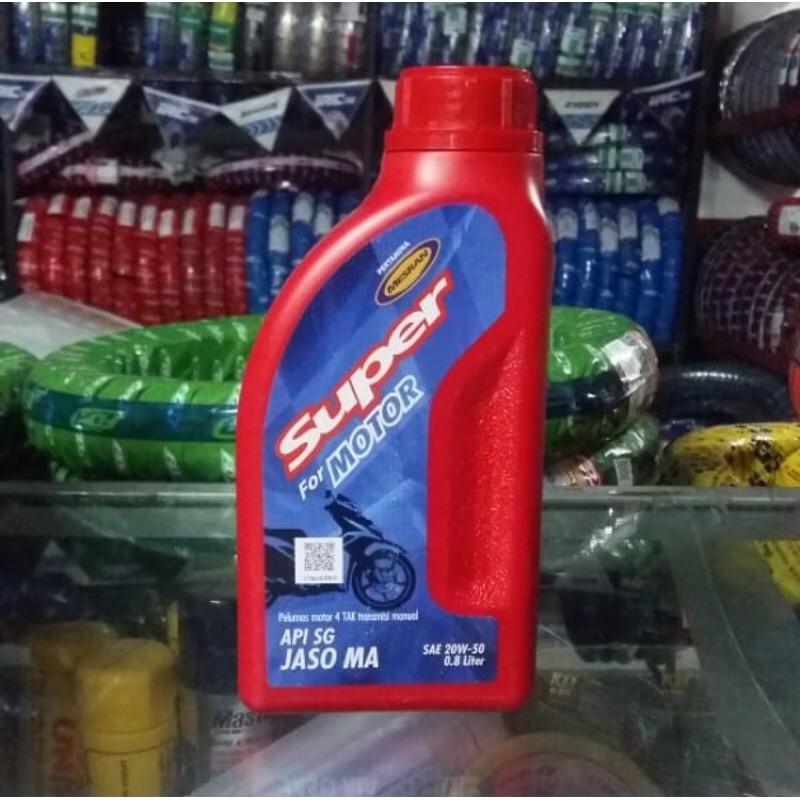 PERTAMINA
MESRAN
Super
For MOTOR
Pelumas motor 4 TAK transmisi manual
API SG
JASO MA
SAE 20W-50
0.8 Liter